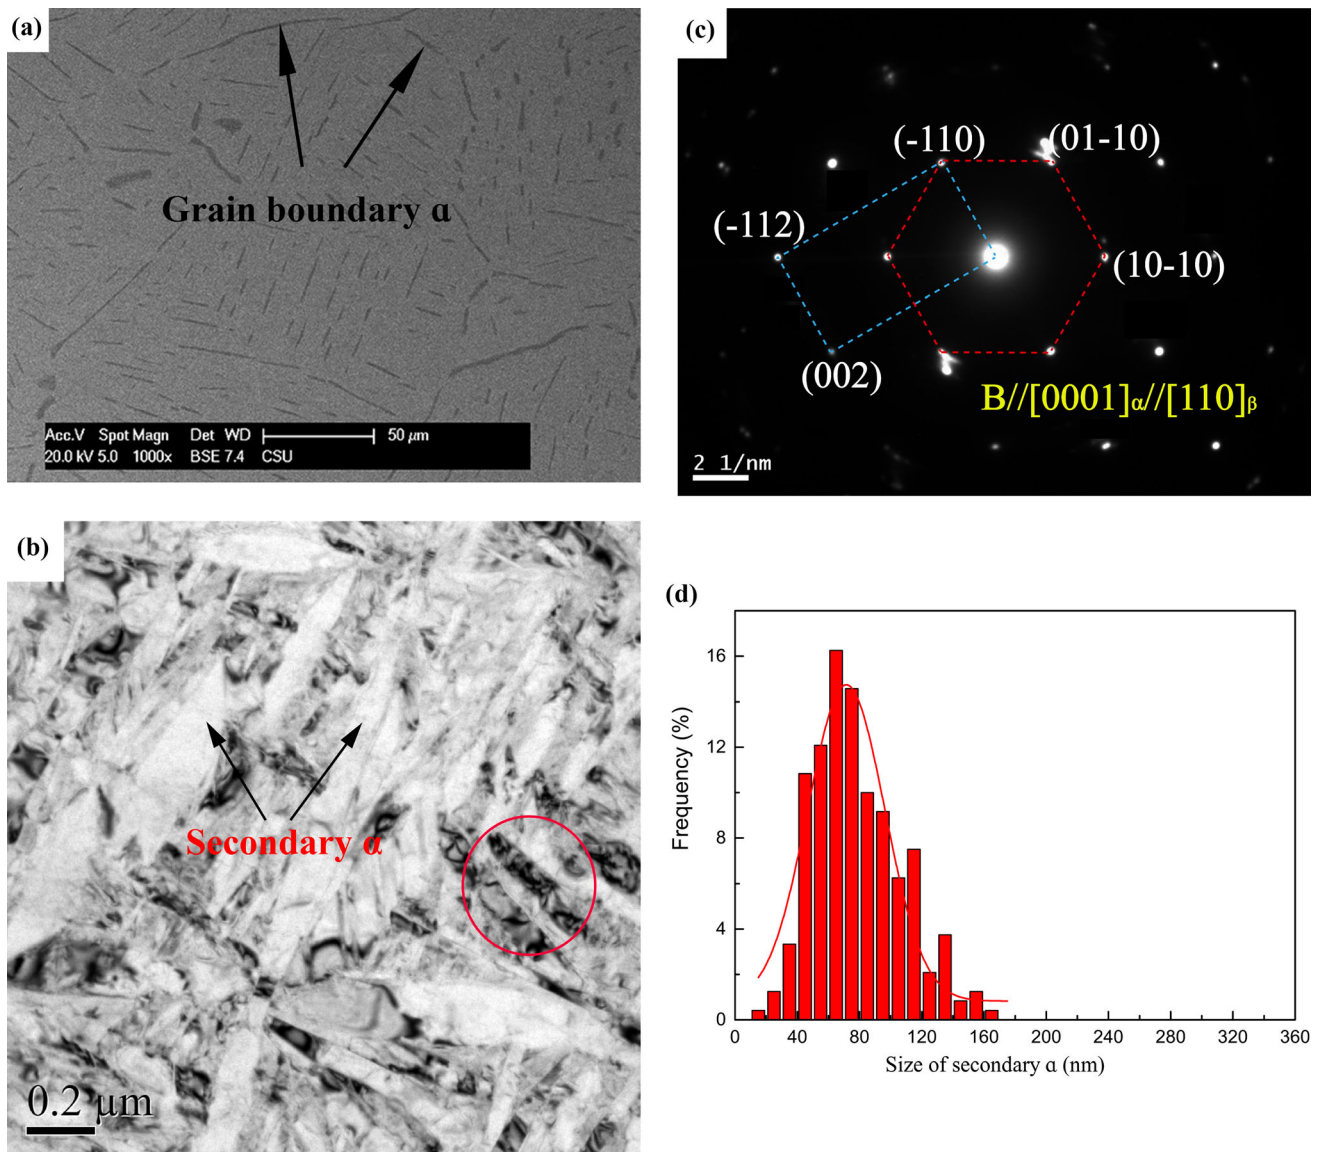 (a)
Grain boundary α
Acc.V Spot Magn Det WD 50 µm
20.0 kV 5.0 1000x BSE 7.4 CSU
(b)
Secondary α
0.2 µm
(c)
(-110) (01-10)
(-112) (10-10)
(002)
B//[0001]α//[110]β
2 1/nm
(d)
16
12
8
4
0
Frequency (%)
0 40 80 120 160 200 240 280 320 360
Size of secondary α (nm)